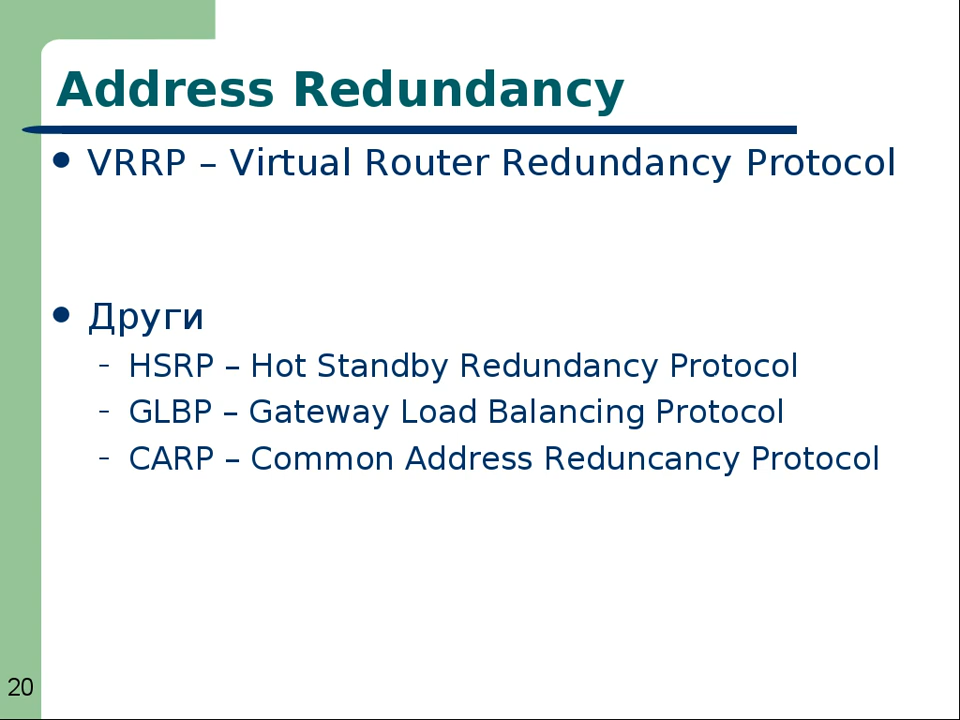 Address Redundancy
VRRP – Virtual Router Redundancy Protocol
Други
– HSRP – Hot Standby Redundancy Protocol
– GLBP – Gateway Load Balancing Protocol
– CARP – Common Address Reduncancy Protocol
20